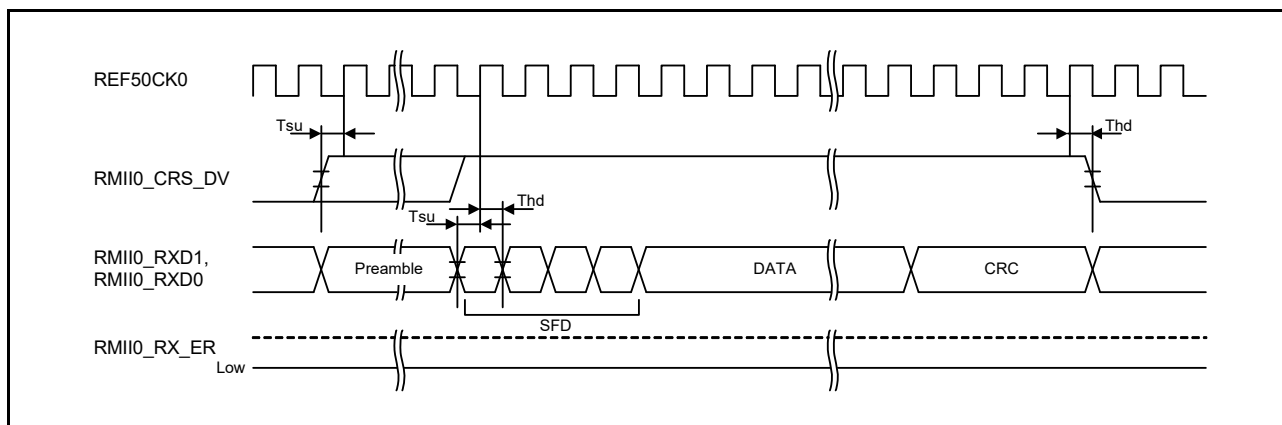 REF50CK0
Tsu
Thd
RMII0_CRS_DV
Tsu
Thd
RMII0_RXD1,
RMII0_RXD0
Preamble
DATA
CRC
SFD
RMII0_RX_ER
Low